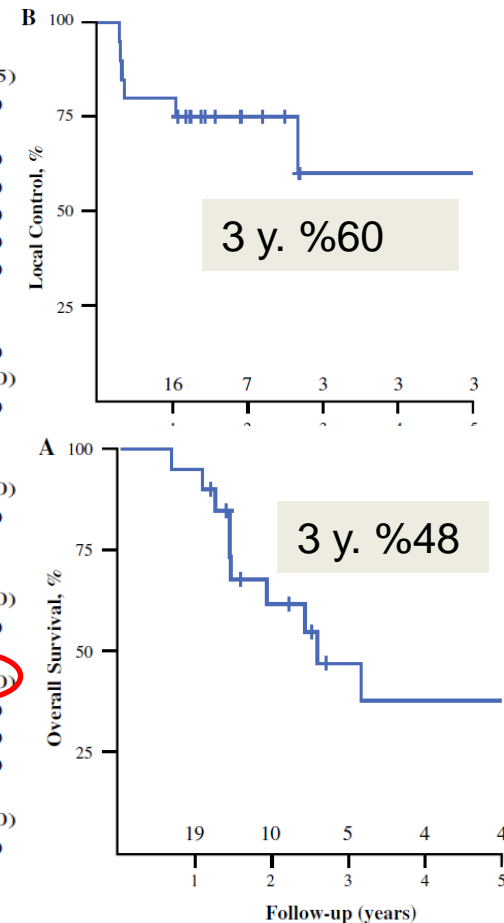 B
100
75
50
25
Local Control, %
3 y. %60
16 7 3 3 3
A
100
75
50
25
Overall Survival, %
3 y. %48
19 10 5 4 4
1 2 3 4 5
Follow-up (years)
5)
D)
D)
D)
D)
D)